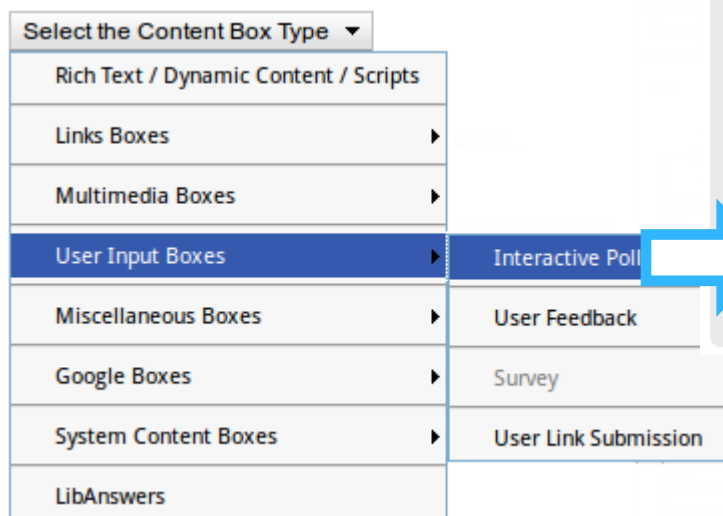 Select the Content Box Type
Rich Text / Dynamic Content / Scripts
Links Boxes
Multimedia Boxes
User Input Boxes
Interactive Poll
Miscellaneous Boxes
User Feedback
Google Boxes
Survey
System Content Boxes
User Link Submission
LibAnswers